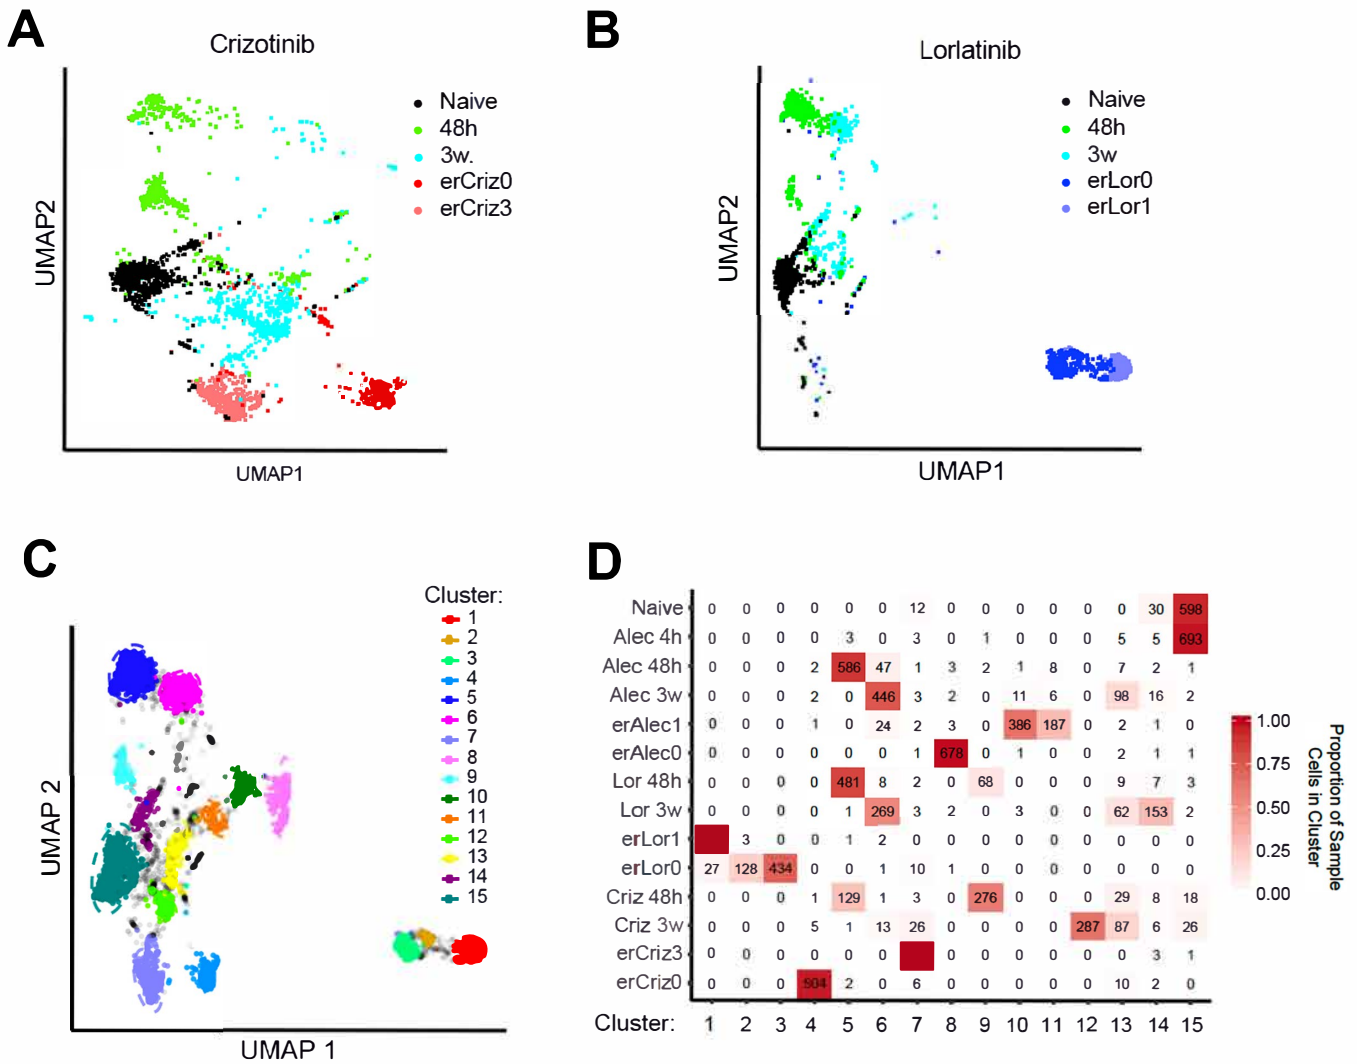 A
Crizotinib
Naive
48h
3w.
erCriz0
erCriz3
UMAP2
UMAP1
B
Lorlatinib
Naive
48h
3w
erLor0
erLor1
UMAP2
UMAP1
C
Cluster:
1
2
3
4
5
6
7
8
9
10
11
12
13
14
15
UMAP 2
UMAP 1
D
Naive 0 0 0 0 0 0 12 0 0 0 0 0 0 30 598
Alec 4h 0 0 0 0 3 0 3 0 1 0 0 0 5 5 693
Alec 48h 0 0 0 2 586 47 1 3 2 1 8 0 7 2 1
Alec 3w 0 0 0 2 0 446 3 2 0 11 6 0 98 16 2
erAlec1 0 0 0 1 0 24 2 3 0 386 187 0 2 1 0
erAlec0 0 0 0 0 0 0 1 678 0 1 0 0 2 1 1
Lor 48h 0 0 0 0 481 8 2 0 68 0 0 0 9 7 3
Lor 3w 0 0 0 0 1 269 3 2 0 3 0 0 62 153 2
erLor1 3 0 0 1 2 0 0 0 0 0 0 0 0 0
erLor0 27 128 434 0 0 1 10 1 0 0 0 0 0 0 0
Criz 48h 0 0 0 1 129 1 3 0 276 0 0 0 29 8 18
Criz 3w 0 0 0 5 1 13 26 0 0 0 0 287 87 6 26
erCriz3 0 0 0 0 0 0 0 0 0 0 0 0 3 1
erCriz0 0 0 0 904 2 0 6 0 0 0 0 0 10 2 0
Cluster: 1 2 3 4 5 6 7 8 9 10 11 12 13 14 15
1.00
0.75
0.50
0.25
0.00
Proportion of Sample
Cells in Cluster